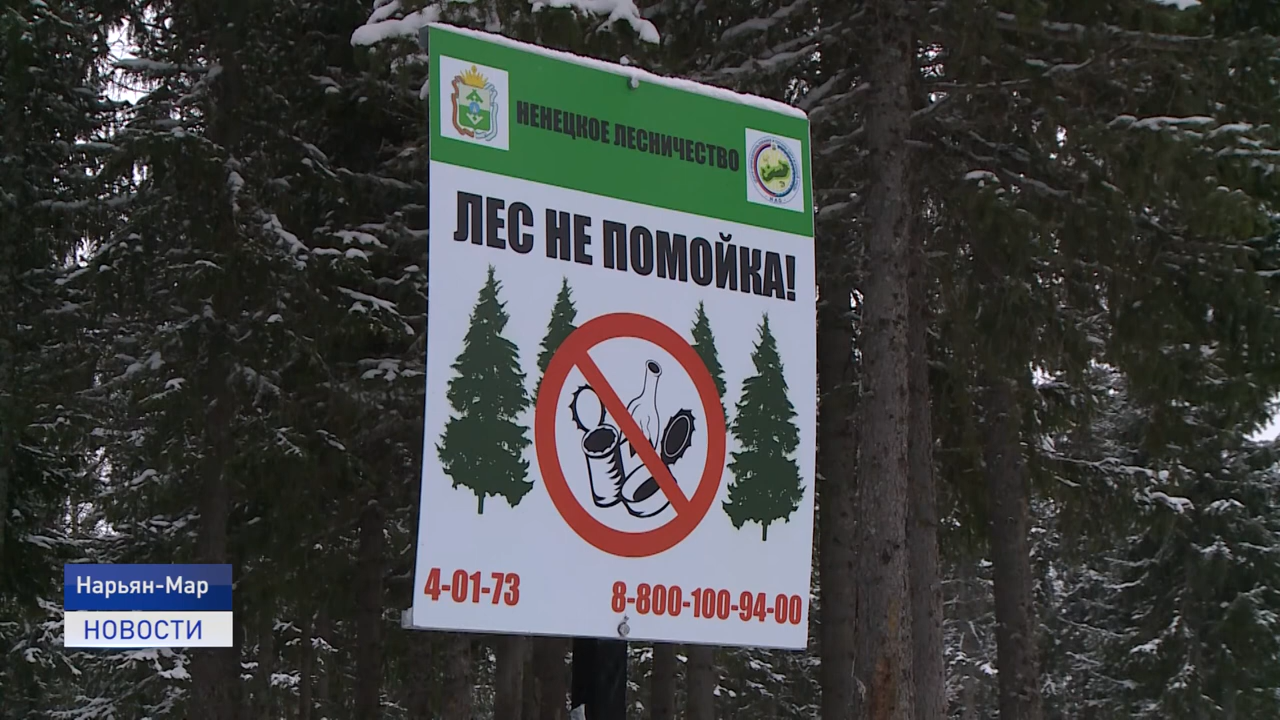 НЕНЕЦКОЕ ЛЕСНИЧЕСТВО
ЛЕС НЕ ПОМОЙКА!
4-01-73
8-800-100-94-00
Нарьян-Мар
НОВОСТИ